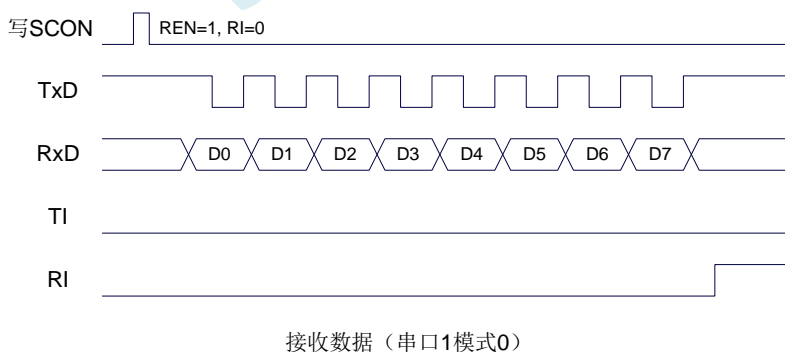 写SCON REN=1, RI=0
TxD
RxD D0 D1 D2 D3 D4 D5 D6 D7
TI
RI
接收数据（串口1模式0）